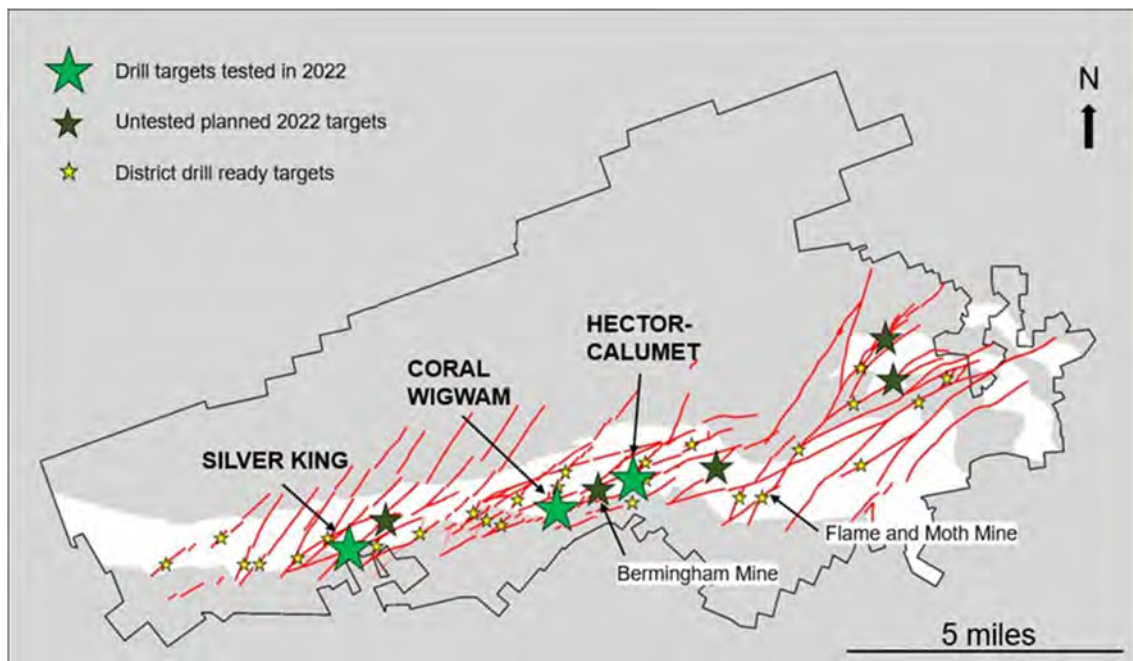 Drill targets tested in 2022
Untested planned 2022 targets
District drill ready targets
N
HECTOR-
CALUMET
CORAL
WIGWAM
SILVER KING
Flame and Moth Mine
Bermingham Mine
5 miles